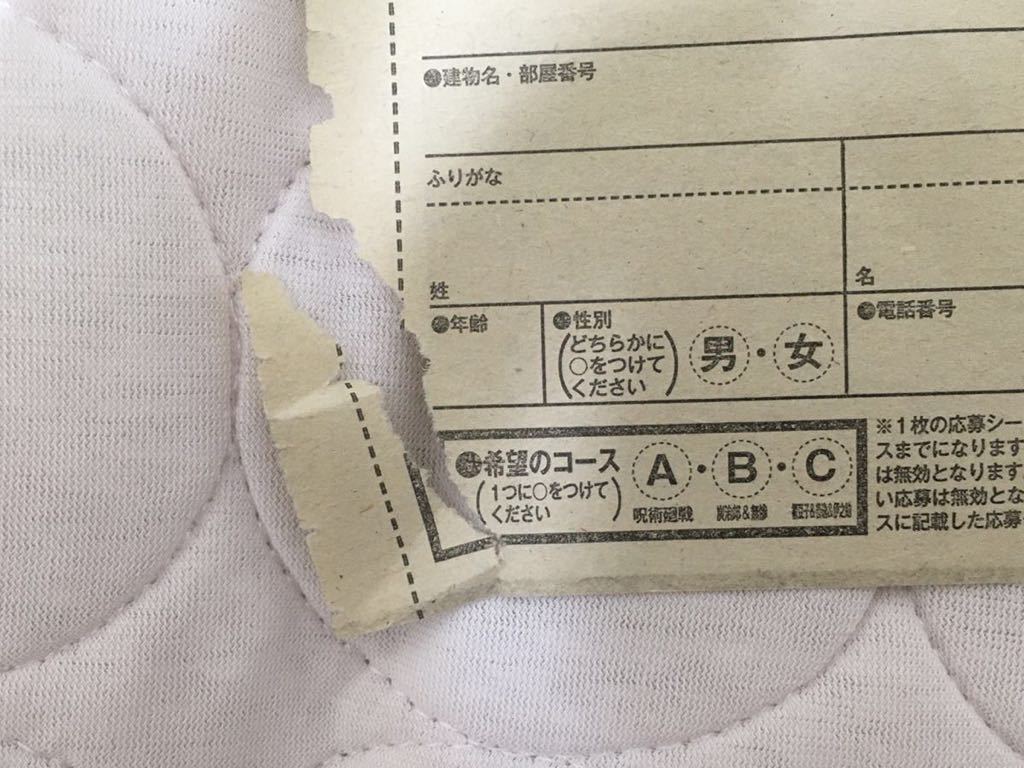 ●建物名・部屋番号
ふりがな
姓
名
●年齢
●性別
(どちらかに
○をつけて
ください)
男・女
●電話番号
●希望のコース
(1つに○をつけて
ください)
A・B・C
呪術廻戦
※1枚の応募シー
スまでになります
は無効となります
い応募は無効とな
スに記載した応募